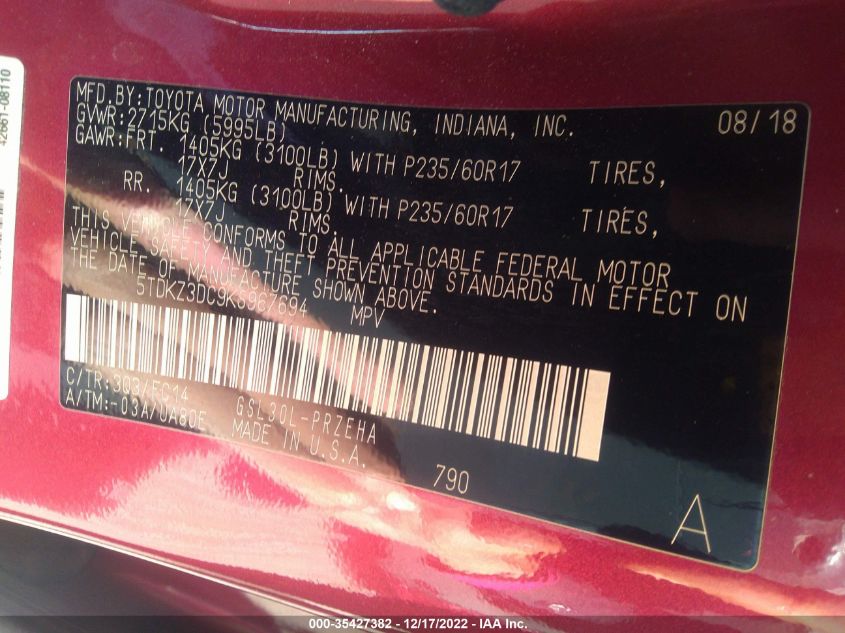 42661-08110
MFD.BY:TOYOTA MOTOR MANUFACTURING, INDIANA, INC. 08/18
GVWR:2715KG (5995LB)
GAWR:FRT. 1405KG (3100LB) WITH P235/60R17 TIRES,
17X7J RIMS.
RR. 1405KG (3100LB) WITH P235/60R17 TIRES,
17X7J RIMS.
THIS VEHICLE CONFORMS TO ALL APPLICABLE FEDERAL MOTOR
VEHICLE SAFETY AND THEFT PREVENTION STANDARDS IN EFFECT ON
THE DATE OF MANUFACTURE SHOWN ABOVE.
5TDKZ3DC9KS967694 MPV
C/TR:3Q3/FC14
A/TM:-03A/UA80E
GSL30L-PRZEHA
MADE IN U.S.A.
790
A
000-35427382 - 12/17/2022 - IAA Inc.